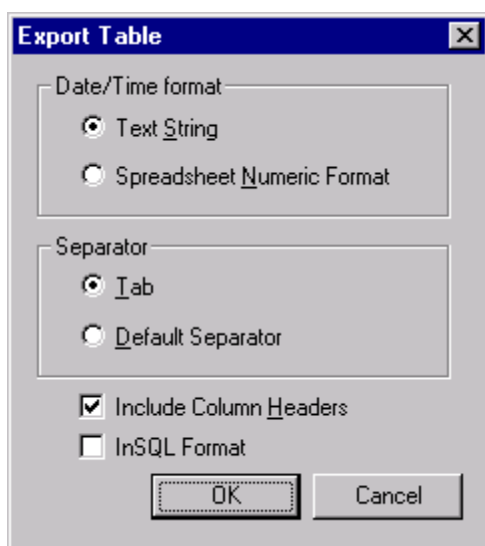 Export Table
Date/Time format
Text String
Spreadsheet Numeric Format
Separator
Tab
Default Separator
Include Column Headers
InSQL Format
OK Cancel